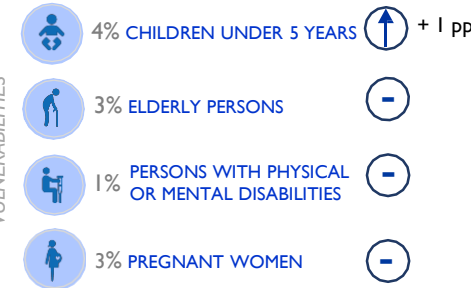 4% CHILDREN UNDER 5 YEARS + 1 pp
3% ELDERLY PERSONS -
1% PERSONS WITH PHYSICAL
OR MENTAL DISABILITIES -
3% PREGNANT WOMEN -